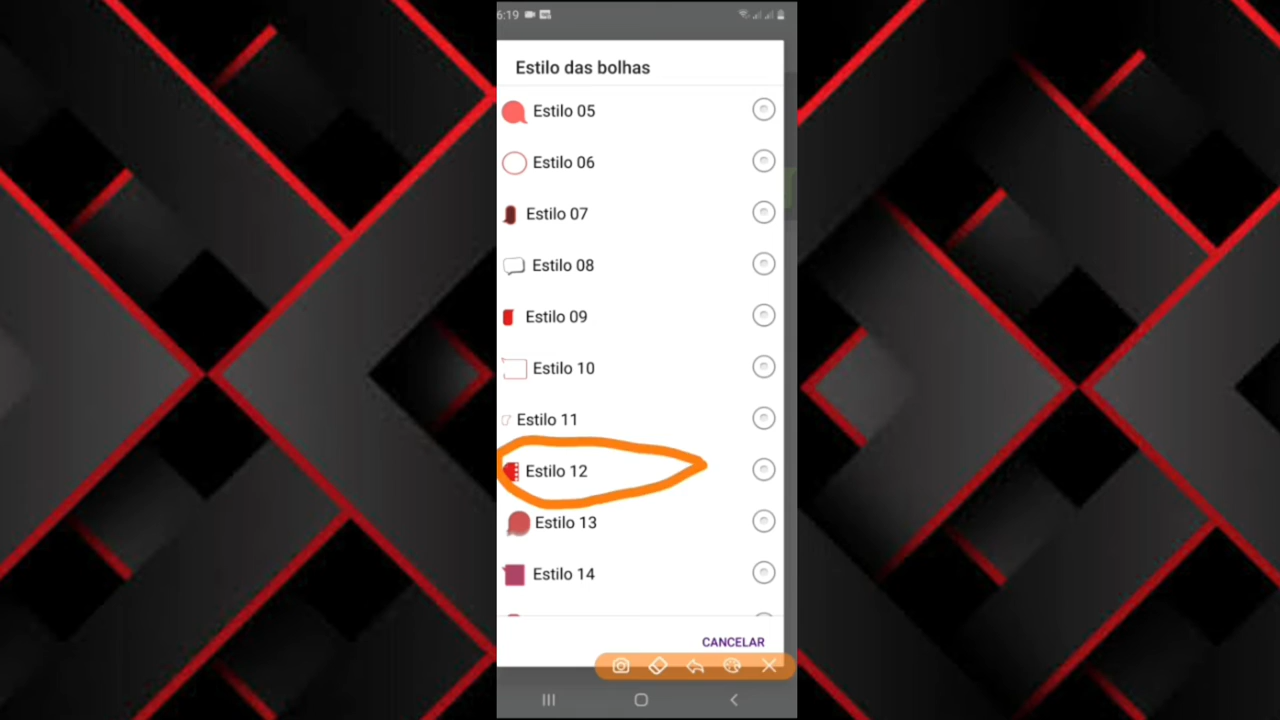 6:19
Estilo das bolhas
Estilo 05
Estilo 06
Estilo 07
Estilo 08
Estilo 09
Estilo 10
Estilo 11
Estilo 12
Estilo 13
Estilo 14
CANCELAR